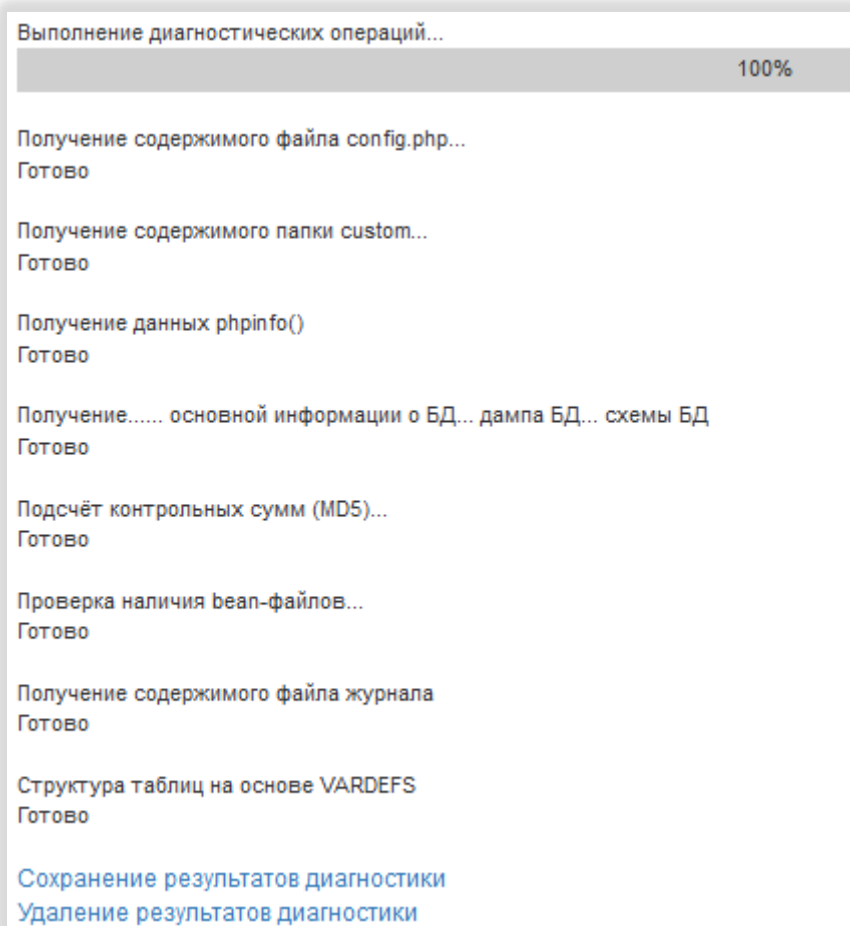 Выполнение диагностических операций...
100%
Получение содержимого файла config.php...
Готово
Получение содержимого папки custom...
Готово
Получение данных phpinfo()
Готово
Получение...... основной информации о БД... дампа БД... схемы БД
Готово
Подсчёт контрольных сумм (MD5)...
Готово
Проверка наличия bean-файлов...
Готово
Получение содержимого файла журнала
Готово
Структура таблиц на основе VARDEFS
Готово
Сохранение результатов диагностики
Удаление результатов диагностики